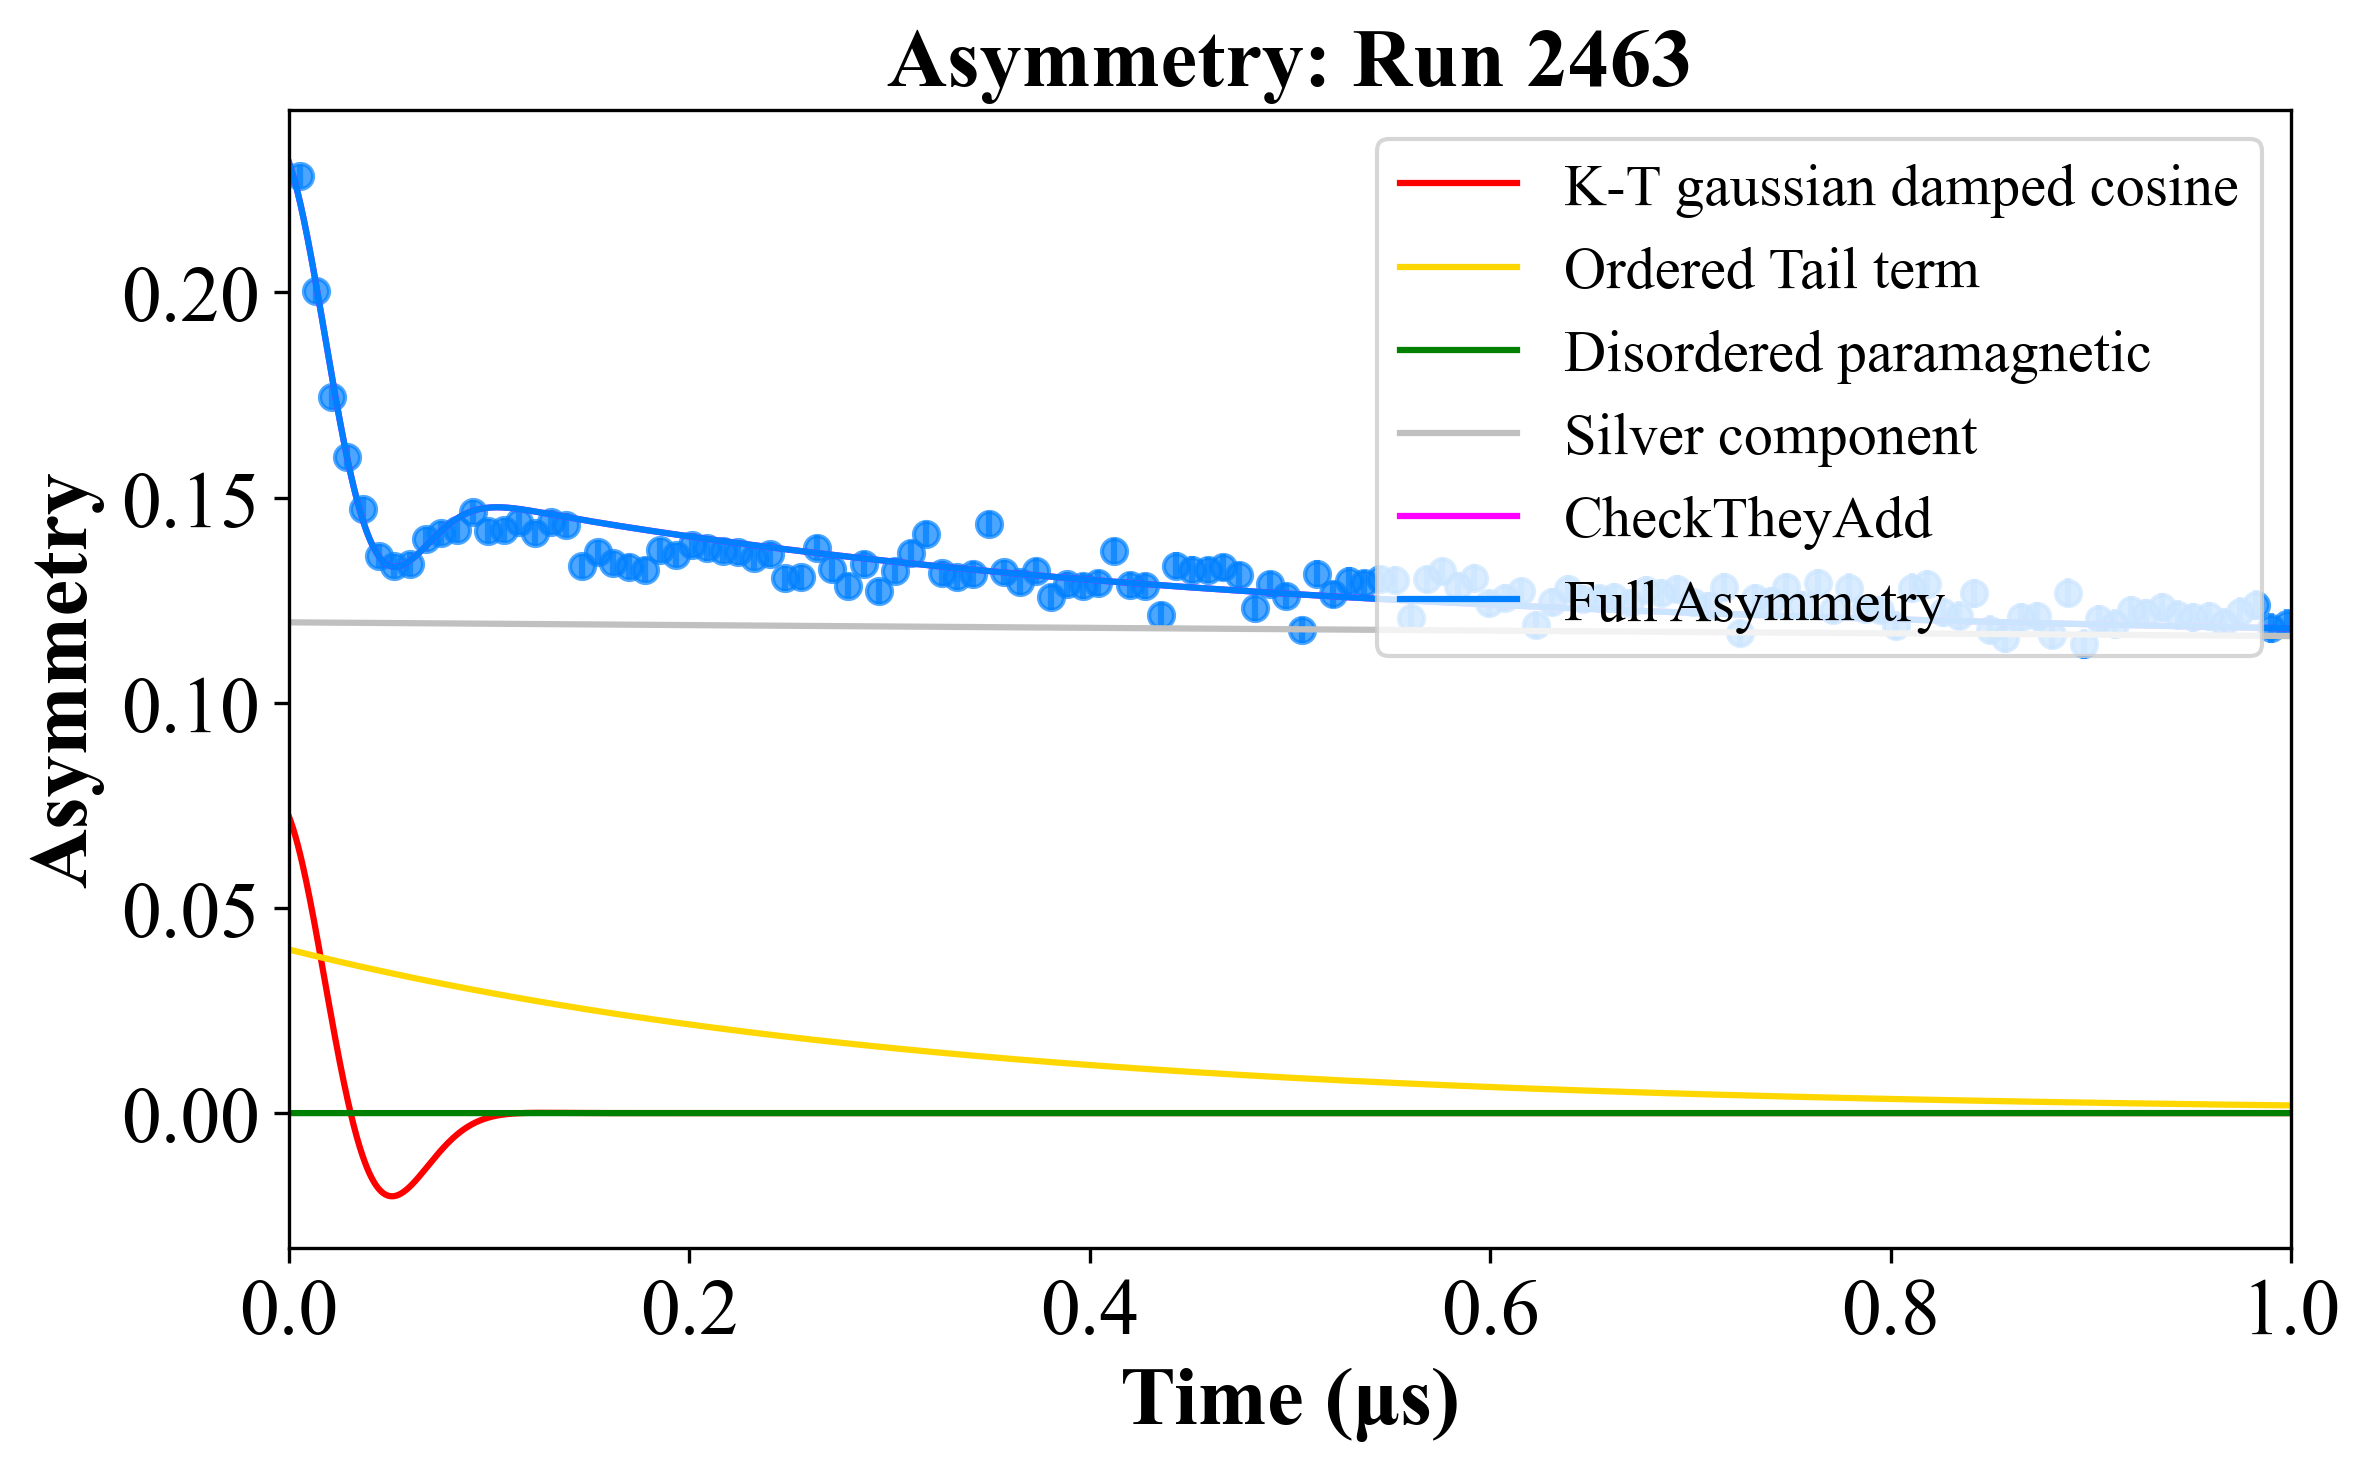 Asymmetry: Run 2463
K-T gaussian damped cosine
Ordered Tail term
Disordered paramagnetic
Silver component
CheckTheyAdd
Full Asymmetry
Asymmetry
0.20
0.15
0.10
0.05
0.00
0.0 0.2 0.4 0.6 0.8 1.0
Time (μs)